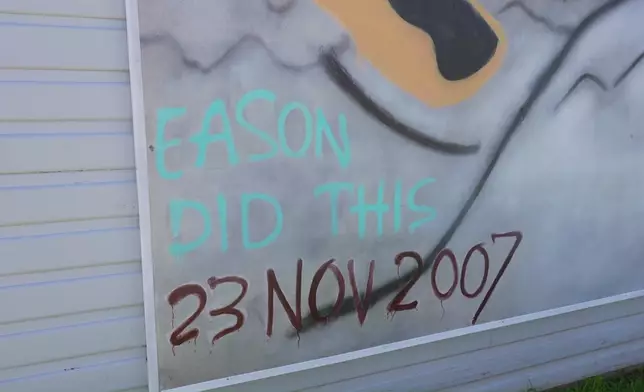 EASON
DID THIS
23 NOV 2007